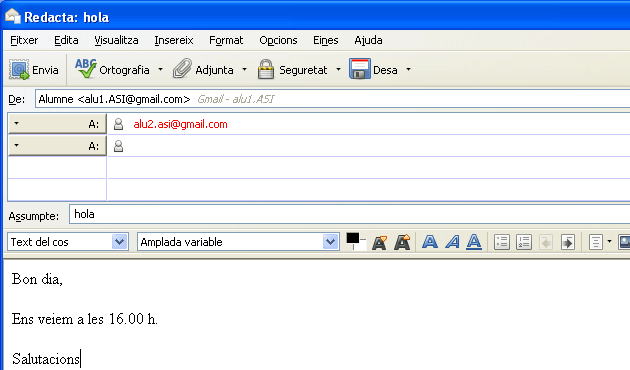 Redacta: hola
Fitxer Edita Visualitza Insereix Format Opcions Eines Ajuda
Envia ABC Ortografia Adjunta Seguretat Desa
De: Alumne <alu1.ASI@gmail.com> Gmail - alu1.ASI
A: alu2.asi@gmail.com
A:
Assumpte: hola
Text del cos Amplada variable A A A A A
Bon dia,
Ens veiem a les 16.00 h.
Salutacions